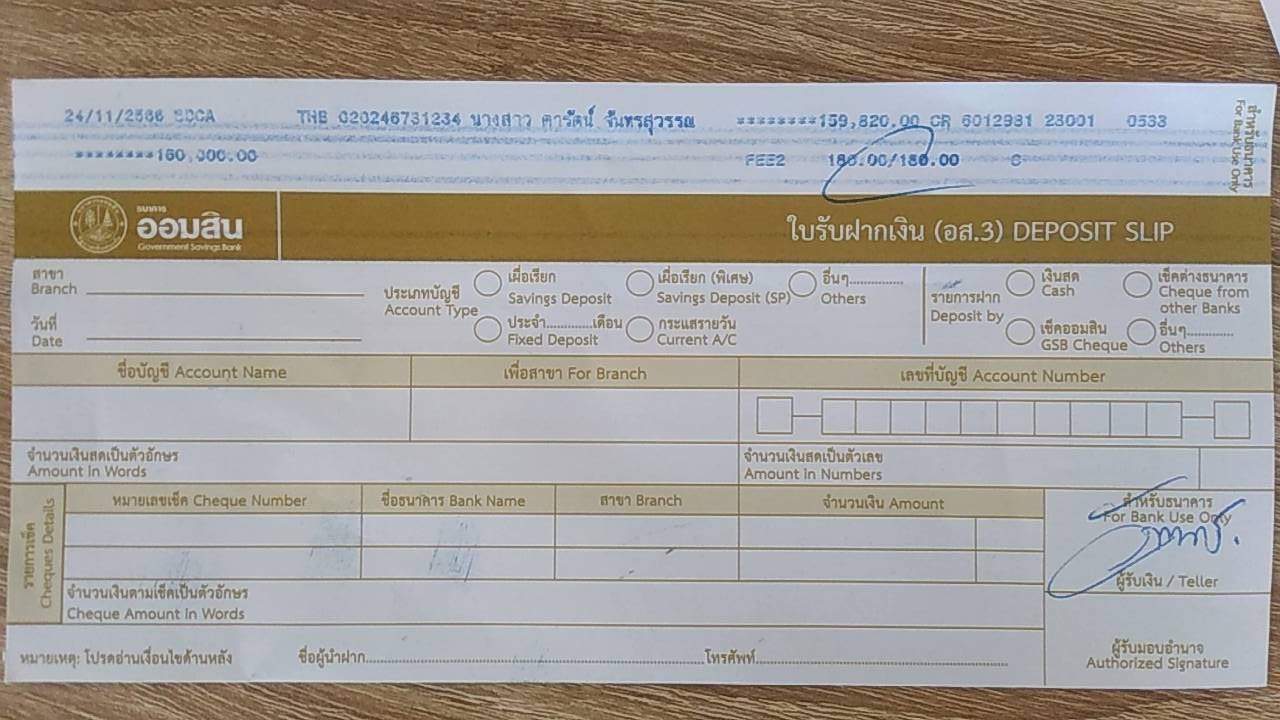 24/11/2566 SDCA THB 020246731234 นางสาว ดารัตน์ จันทรสุวรรณ ********159,820.00 CR 6012981 23001 0533
********160,000.00 FEE2 180.00/180.00 C
สำหรับธนาคาร
For Bank Use Only
ธนาคาร
ออมสิน
Government Savings Bank
ใบรับฝากเงิน (อส.3) DEPOSIT SLIP
สาขา
Branch
วันที่
Date
ประเภทบัญชี
Account Type
เผื่อเรียก
Savings Deposit
เผื่อเรียก (พิเศษ)
Savings Deposit (SP)
อื่นๆ..............
Others
ประจำ............เดือน
Fixed Deposit
กระแสรายวัน
Current A/C
รายการฝาก
Deposit by
เงินสด
Cash
เช็คต่างธนาคาร
Cheque from
other Banks
เช็คออมสิน
GSB Cheque
อื่นๆ............
Others
ชื่อบัญชี Account Name
เพื่อสาขา For Branch
เลขที่บัญชี Account Number
จำนวนเงินสดเป็นตัวอักษร
Amount in Words
จำนวนเงินสดเป็นตัวเลข
Amount in Numbers
รายการเช็ค
Cheques Details
หมายเลขเช็ค Cheque Number
ชื่อธนาคาร Bank Name
สาขา Branch
จำนวนเงิน Amount
สำหรับธนาคาร
For Bank Use Only
ผู้รับเงิน / Teller
จำนวนเงินตามเช็คเป็นตัวอักษร
Cheque Amount in Words
หมายเหตุ: โปรดอ่านเงื่อนไขด้านหลัง
ชื่อผู้นำฝาก................................................โทรศัพท์................................................
ผู้รับมอบอำนาจ
Authorized Signature